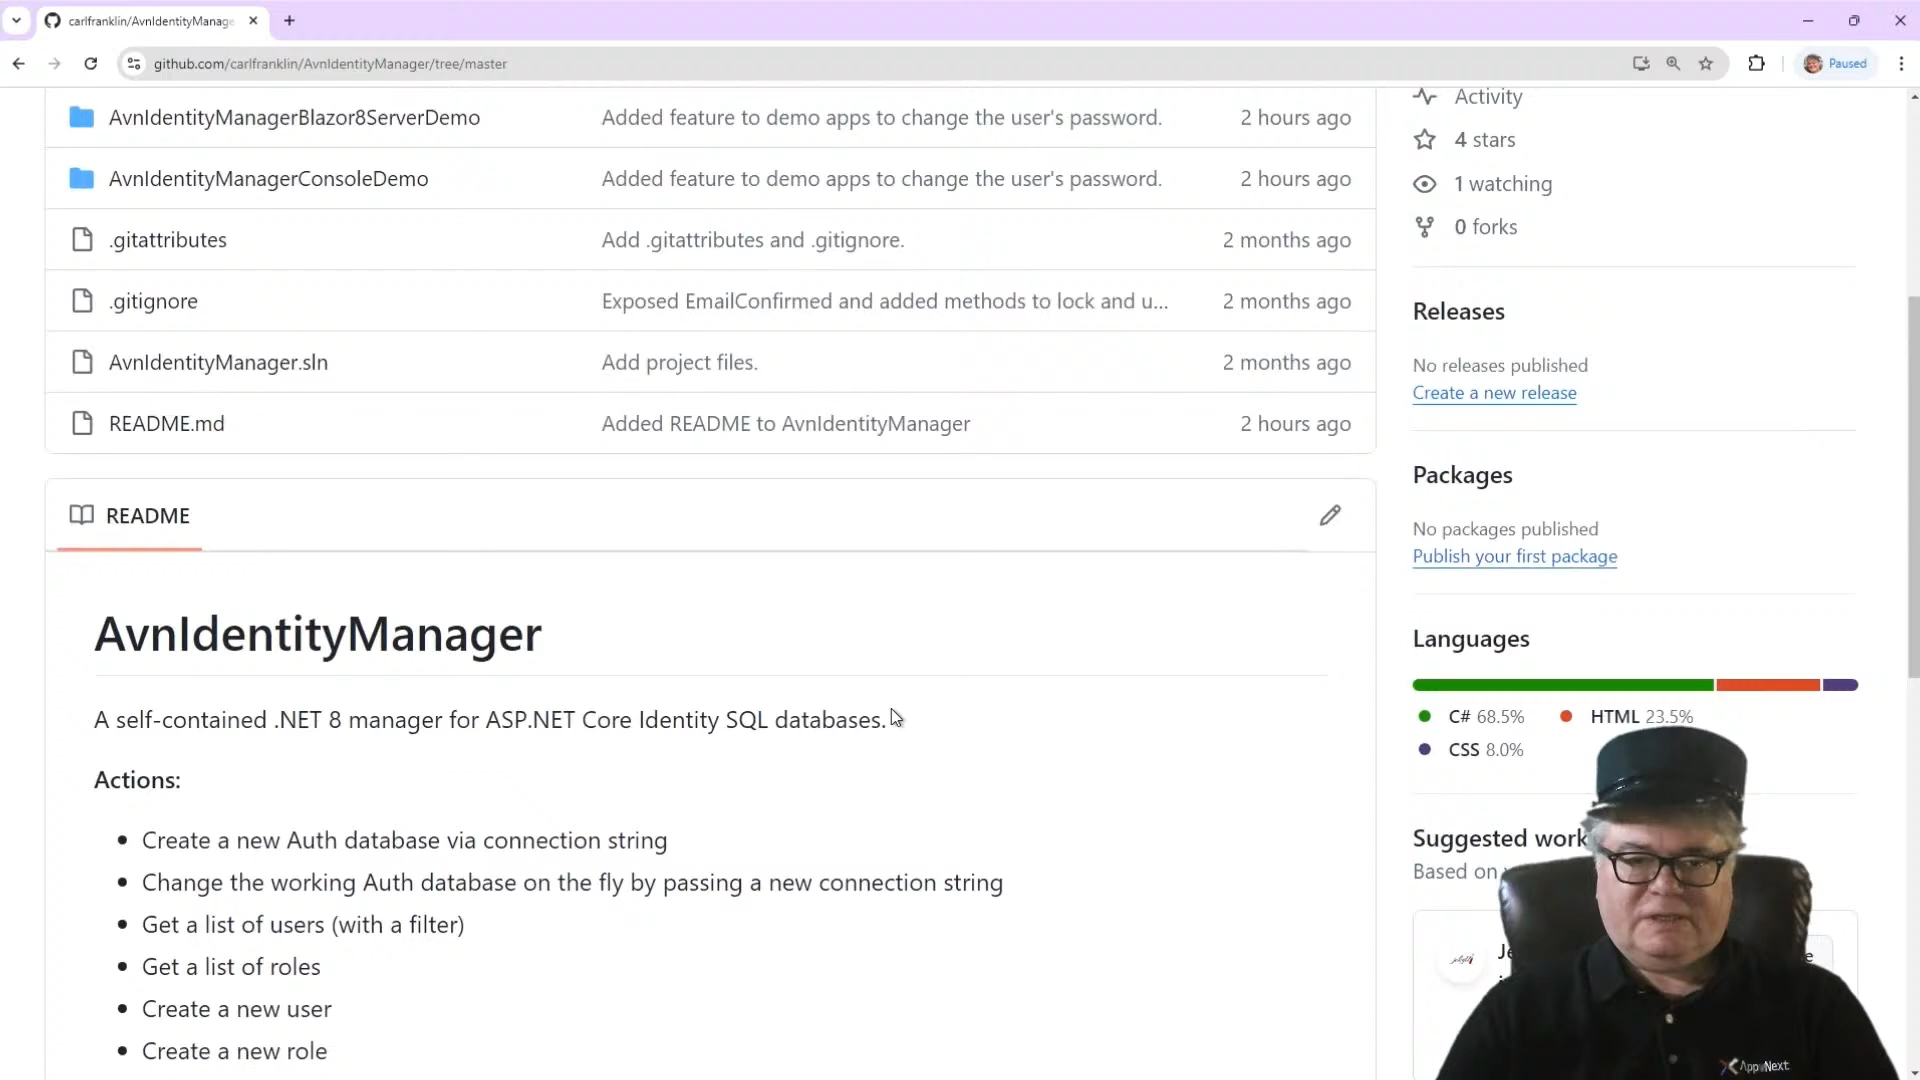 carlfranklin/AvnIdentityManage
github.com/carlfranklin/AvnIdentityManager/tree/master
Paused
AvnIdentityManagerBlazor8ServerDemo Added feature to demo apps to change the user's password. 2 hours ago
AvnIdentityManagerConsoleDemo Added feature to demo apps to change the user's password. 2 hours ago
.gitattributes Add .gitattributes and .gitignore. 2 months ago
.gitignore Exposed EmailConfirmed and added methods to lock and u... 2 months ago
AvnIdentityManager.sln Add project files. 2 months ago
README.md Added README to AvnIdentityManager 2 hours ago
README
AvnIdentityManager
A self-contained .NET 8 manager for ASP.NET Core Identity SQL databases.
Actions:
• Create a new Auth database via connection string
• Change the working Auth database on the fly by passing a new connection string
• Get a list of users (with a filter)
• Get a list of roles
• Create a new user
• Create a new role
Activity
4 stars
1 watching
0 forks
Releases
No releases published
Create a new release
Packages
No packages published
Publish your first package
Languages
C# 68.5% HTML 23.5%
CSS 8.0%
Suggested work
Based on
Je
AppvNext